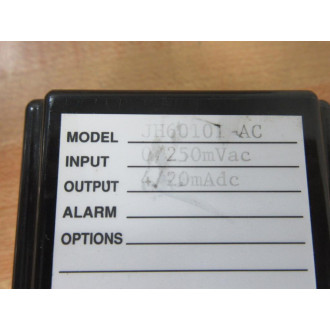 MODEL JH60101-AC
INPUT 0/250mVac
OUTPUT 4/20mAdc
ALARM
OPTIONS